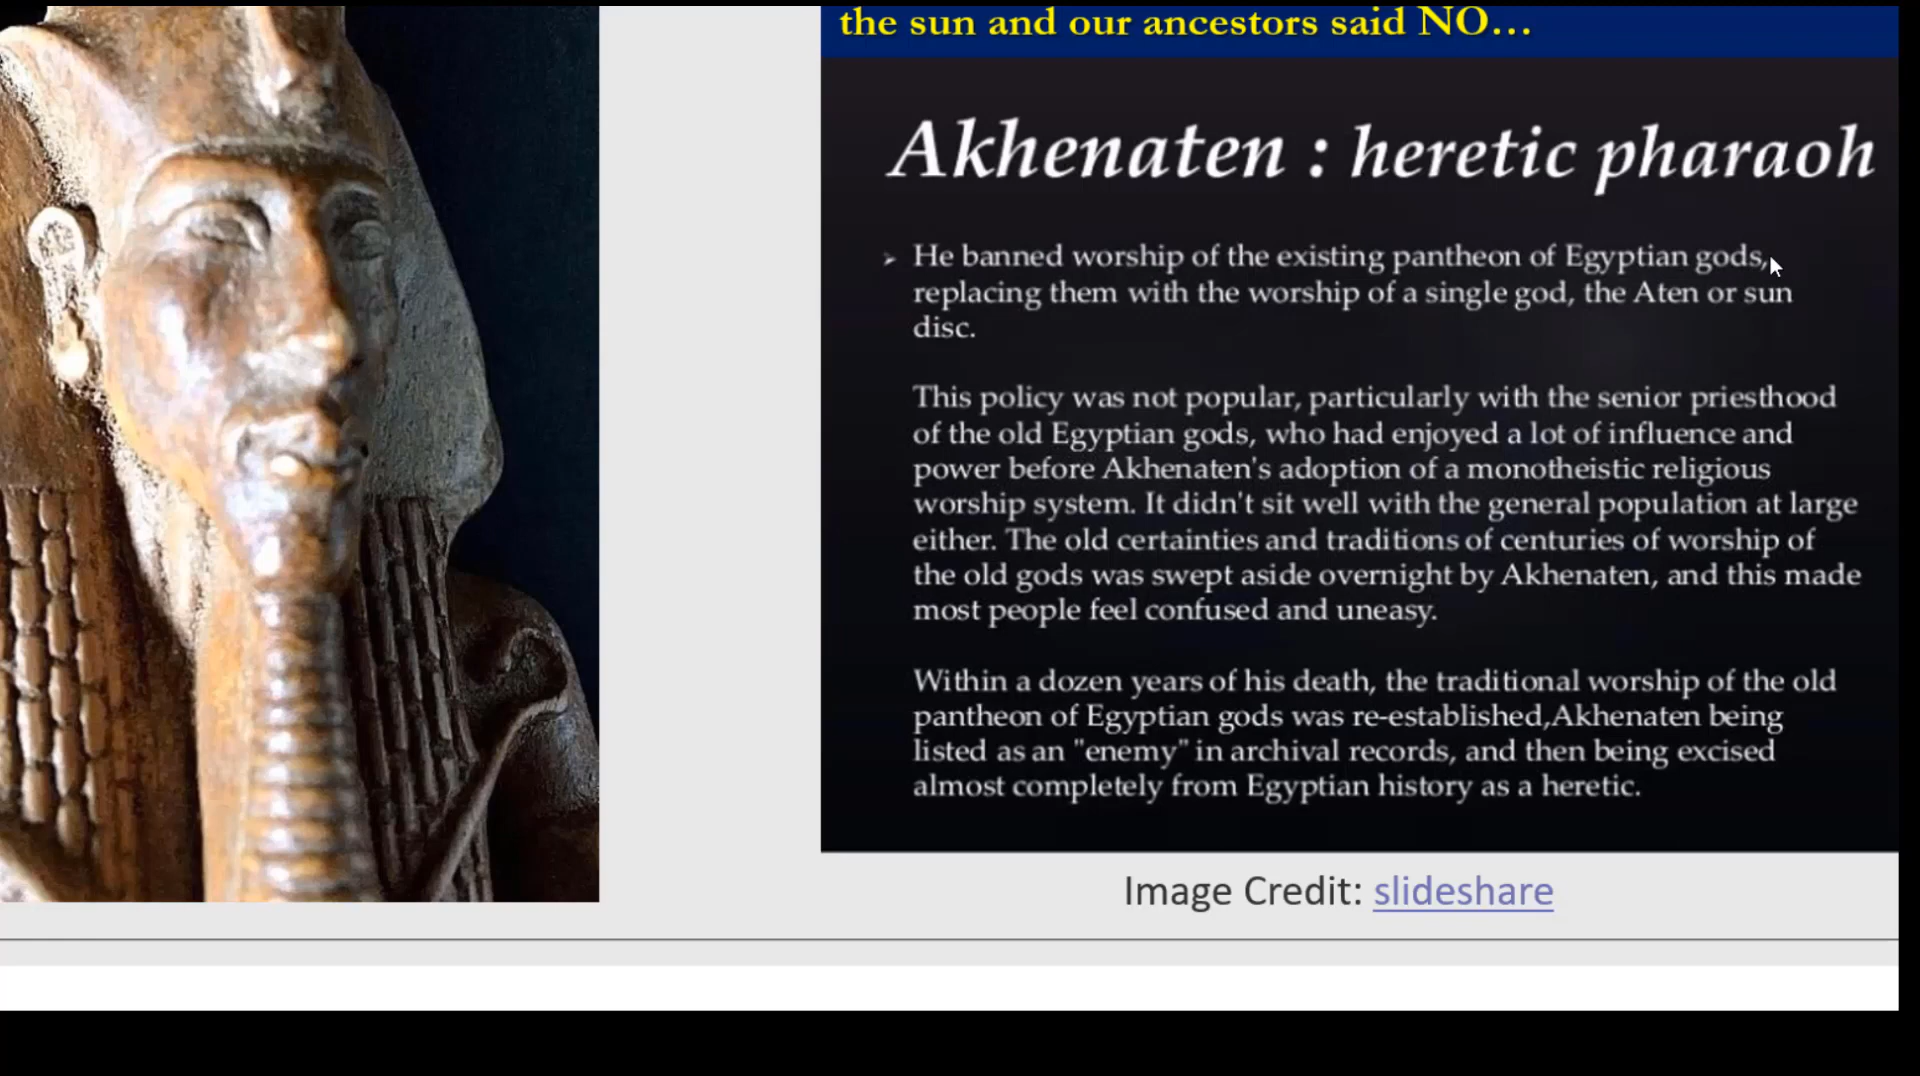 the sun and our ancestors said NO...
Akhenaten : heretic pharaoh
➢ He banned worship of the existing pantheon of Egyptian gods,
replacing them with the worship of a single god, the Aten or sun
disc.
This policy was not popular, particularly with the senior priesthood
of the old Egyptian gods, who had enjoyed a lot of influence and
power before Akhenaten's adoption of a monotheistic religious
worship system. It didn't sit well with the general population at large
either. The old certainties and traditions of centuries of worship of
the old gods was swept aside overnight by Akhenaten, and this made
most people feel confused and uneasy.
Within a dozen years of his death, the traditional worship of the old
pantheon of Egyptian gods was re-established,Akhenaten being
listed as an "enemy" in archival records, and then being excised
almost completely from Egyptian history as a heretic.
Image Credit: slideshare